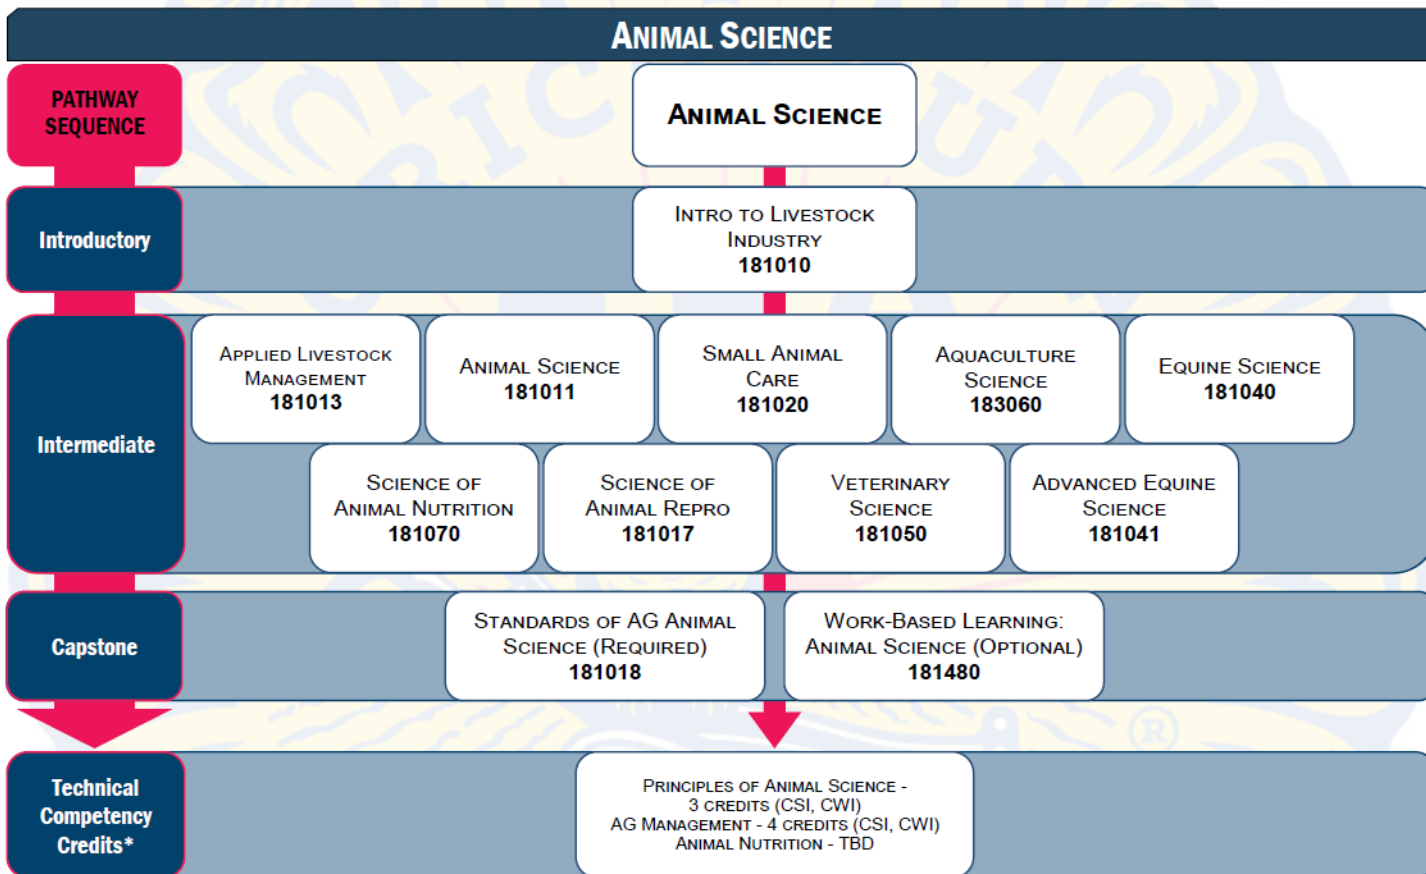 ANIMAL SCIENCE
PATHWAY
SEQUENCE
ANIMAL SCIENCE
Introductory
INTRO TO LIVESTOCK
INDUSTRY
181010
Intermediate
APPLIED LIVESTOCK
MANAGEMENT
181013
ANIMAL SCIENCE
181011
SMALL ANIMAL
CARE
181020
AQUACULTURE
SCIENCE
183060
EQUINE SCIENCE
181040
SCIENCE OF
ANIMAL NUTRITION
181070
SCIENCE OF
ANIMAL REPRO
181017
VETERINARY
SCIENCE
181050
ADVANCED EQUINE
SCIENCE
181041
Capstone
STANDARDS OF AG ANIMAL
SCIENCE (REQUIRED)
181018
WORK-BASED LEARNING:
ANIMAL SCIENCE (OPTIONAL)
181480
Technical
Competency
Credits*
PRINCIPLES OF ANIMAL SCIENCE -
3 CREDITS (CSI, CWI)
AG MANAGEMENT - 4 CREDITS (CSI, CWI)
ANIMAL NUTRITION - TBD
®